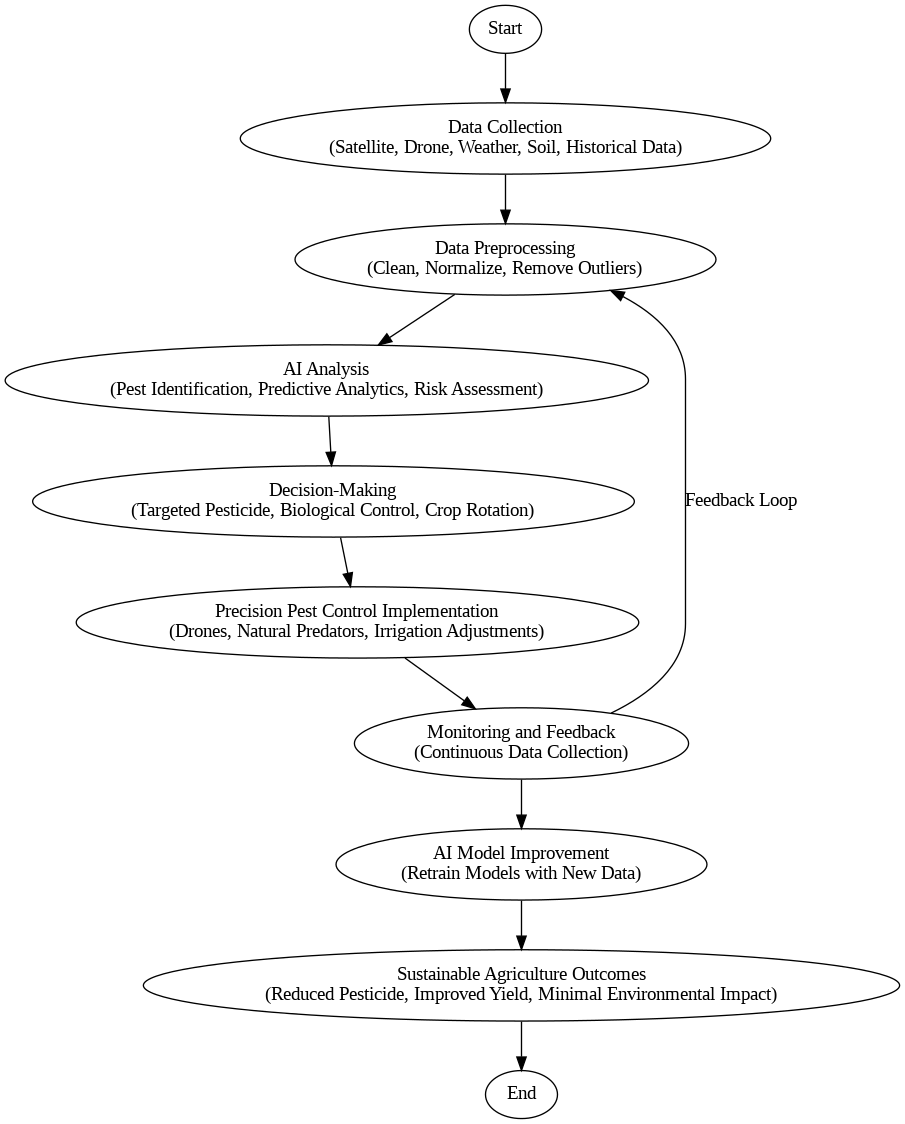 Start
Data Collection
(Satellite, Drone, Weather, Soil, Historical Data)
Data Preprocessing
(Clean, Normalize, Remove Outliers)
AI Analysis
(Pest Identification, Predictive Analytics, Risk Assessment)
Decision-Making
(Targeted Pesticide, Biological Control, Crop Rotation)
Feedback Loop
Precision Pest Control Implementation
(Drones, Natural Predators, Irrigation Adjustments)
Monitoring and Feedback
(Continuous Data Collection)
AI Model Improvement
(Retrain Models with New Data)
Sustainable Agriculture Outcomes
(Reduced Pesticide, Improved Yield, Minimal Environmental Impact)
End